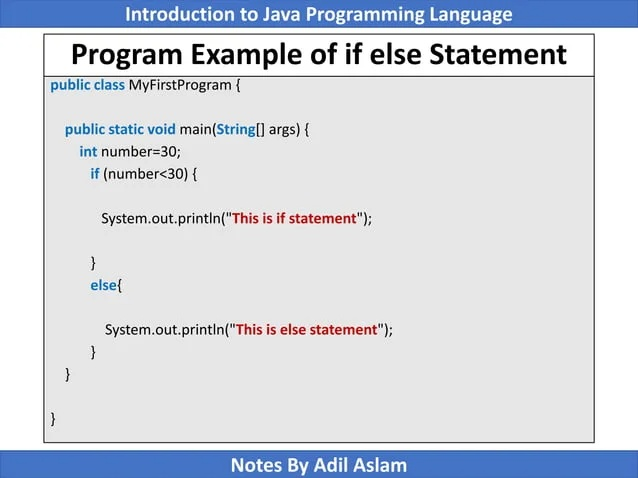 Introduction to Java Programming Language
Program Example of if else Statement
public class MyFirstProgram {
public static void main(String[] args) {
int number=30;
if (number<30) {
System.out.println("This is if statement");
}
else{
System.out.println("This is else statement");
}
}
}
Notes By Adil Aslam